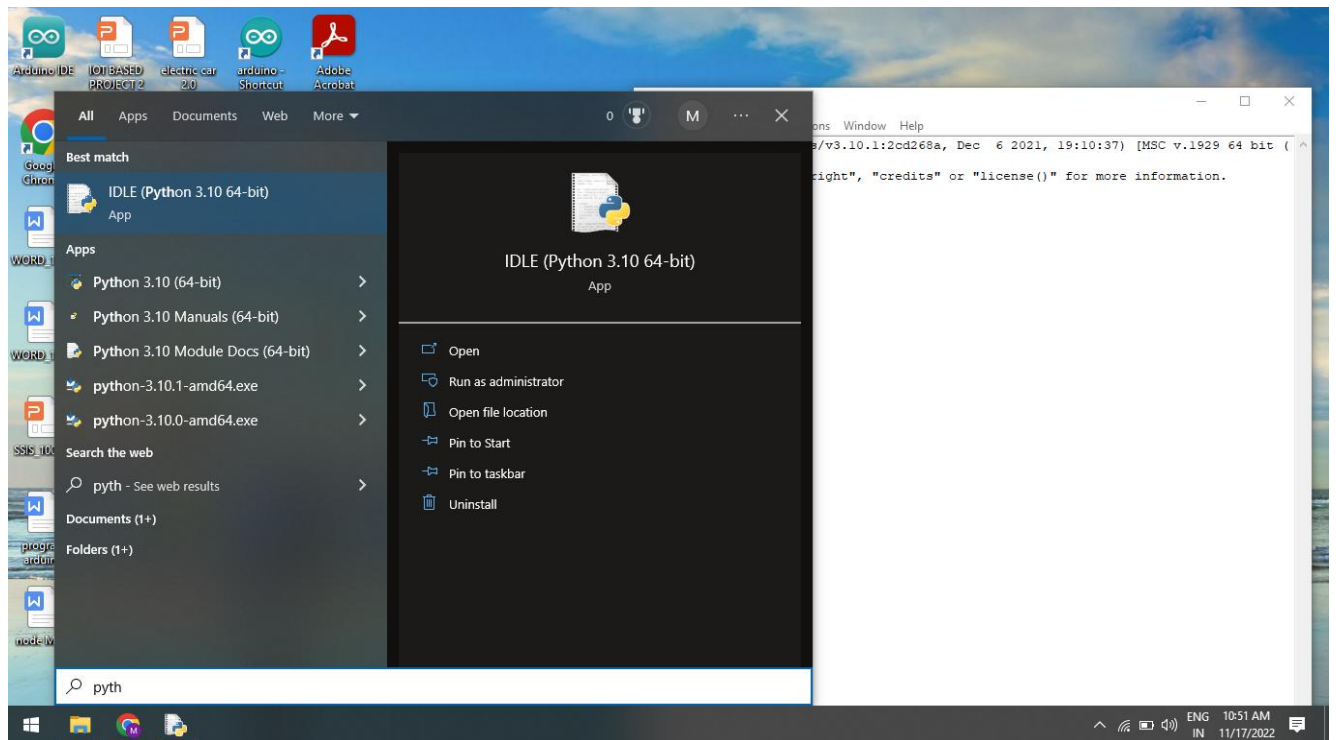 Arduino IDE
IOT BASED PROJECT 2
electric car 2.0
arduino - Shortcut
Adobe Acrobat
All Apps Documents Web More 0 M ... ×
Best match
IDLE (Python 3.10 64-bit)
App
Apps
Python 3.10 (64-bit)
Python 3.10 Manuals (64-bit)
Python 3.10 Module Docs (64-bit)
python-3.10.1-amd64.exe
python-3.10.0-amd64.exe
Search the web
pyth - See web results
Documents (1+)
Folders (1+)
pyth
IDLE (Python 3.10 64-bit)
App
Open
Run as administrator
Open file location
Pin to Start
Pin to taskbar
Uninstall
ons Window Help
s/v3.10.1:2cd268a, Dec 6 2021, 19:10:37) [MSC v.1929 64 bit (
right", "credits" or "license()" for more information.
ENG 10:51 AM
IN 11/17/2022